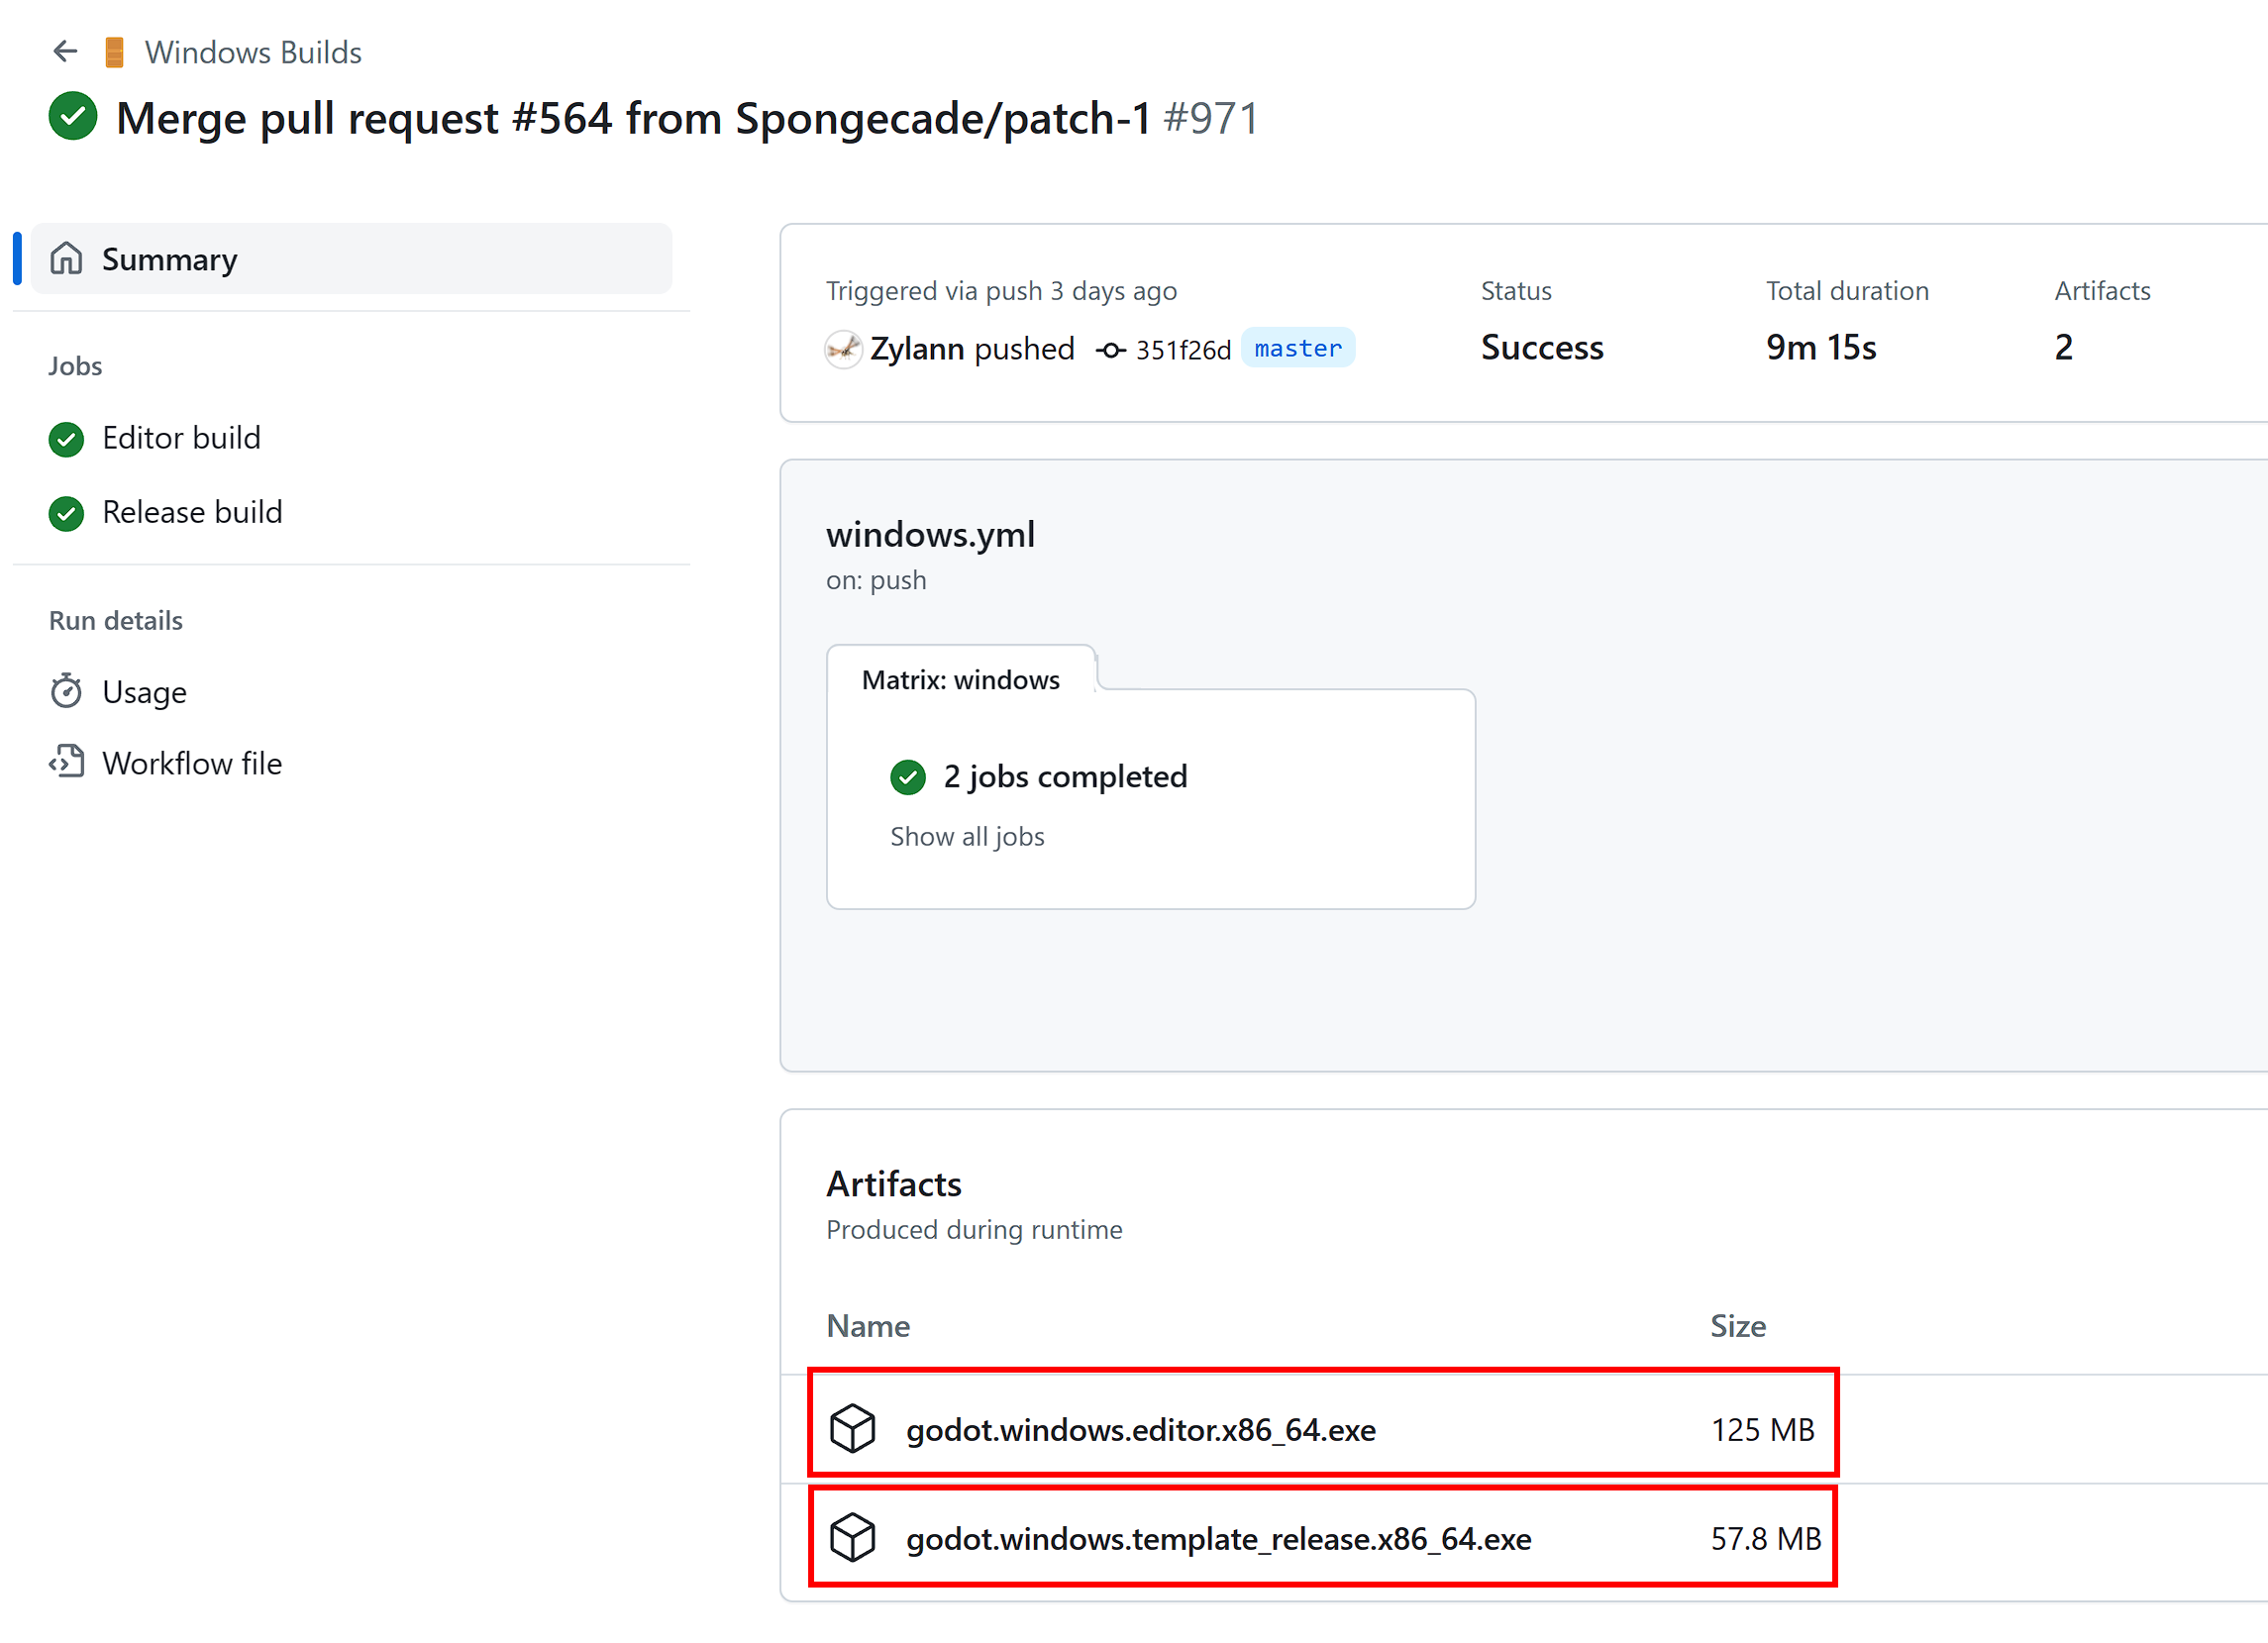 Windows Builds
Merge pull request #564 from Spongecade/patch-1 #971
Summary
Jobs
Editor build
Release build
Run details
Usage
Workflow file
Triggered via push 3 days ago
Zylann pushed 351f26d master
Status
Success
Total duration
9m 15s
Artifacts
2
windows.yml
on: push
Matrix: windows
2 jobs completed
Show all jobs
Artifacts
Produced during runtime
Name Size
godot.windows.editor.x86_64.exe 125 MB
godot.windows.template_release.x86_64.exe 57.8 MB